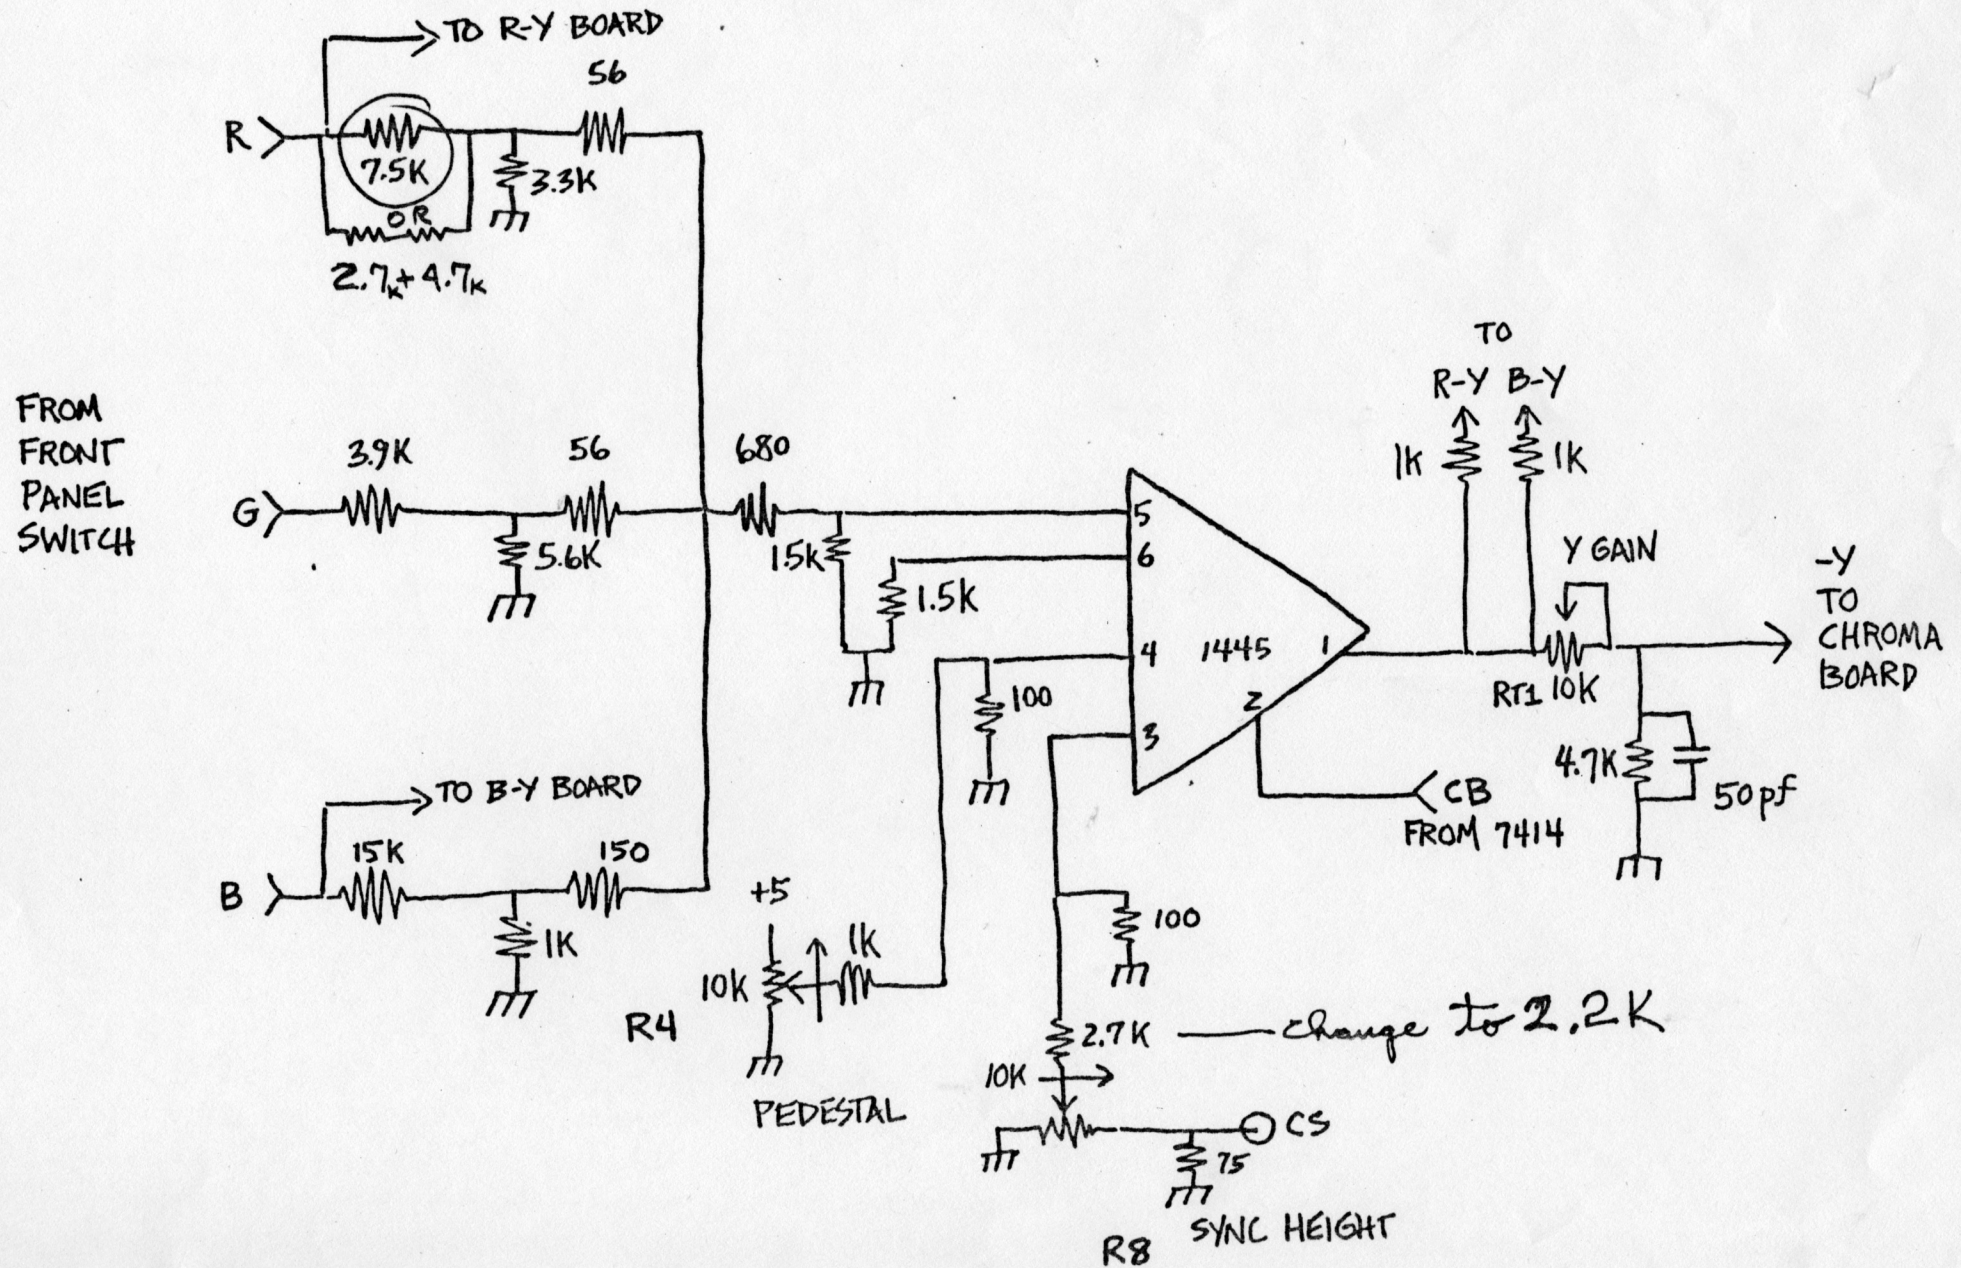 TO R-Y BOARD
56
R
7.5K
3.3K
OR
2.7K+4.7K
FROM
FRONT
PANEL
SWITCH
3.9K
56
680
G
5.6K
1.5K
1.5K
5
6
4
3
1445
1
2
100
TO
R-Y B-Y
1K
1K
Y GAIN
RT1 10K
-Y
TO
CHROMA
BOARD
4.7K
50pf
CB
FROM 7414
TO B-Y BOARD
15K
150
B
1K
+5
10K
1K
R4
PEDESTAL
100
2.7K
change to 2.2K
10K
CS
75
SYNC HEIGHT
R8